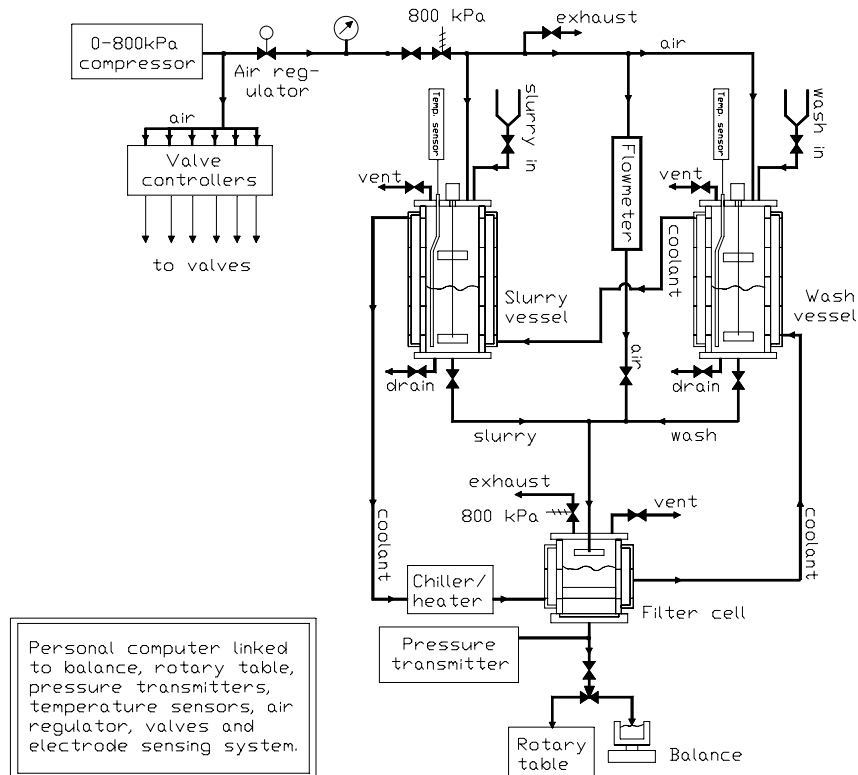 800 kPa
exhaust
0-800kPa
compressor
Air reg-
ulator
air
air
Temp. sensor
slurry in
Temp. sensor
wash in
Valve
controllers
vent
Flowmeter
vent
coolant
to valves
Slurry
vessel
Wash
vessel
air
drain
drain
slurry
wash
exhaust
800 kPa
vent
coolant
coolant
Chiller/
heater
Filter cell
Pressure
transmitter
Personal computer linked
to balance, rotary table,
pressure transmitters,
temperature sensors, air
regulator, valves and
electrode sensing system.
Rotary
table
Balance